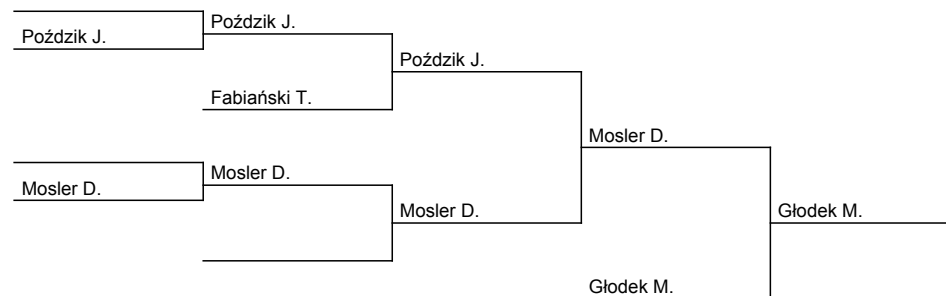 Poździk J.
Poździk J.
Poździk J.
Fabiański T.
Mosler D.
Mosler D.
Mosler D.
Mosler D.
Głodek M.
Głodek M.